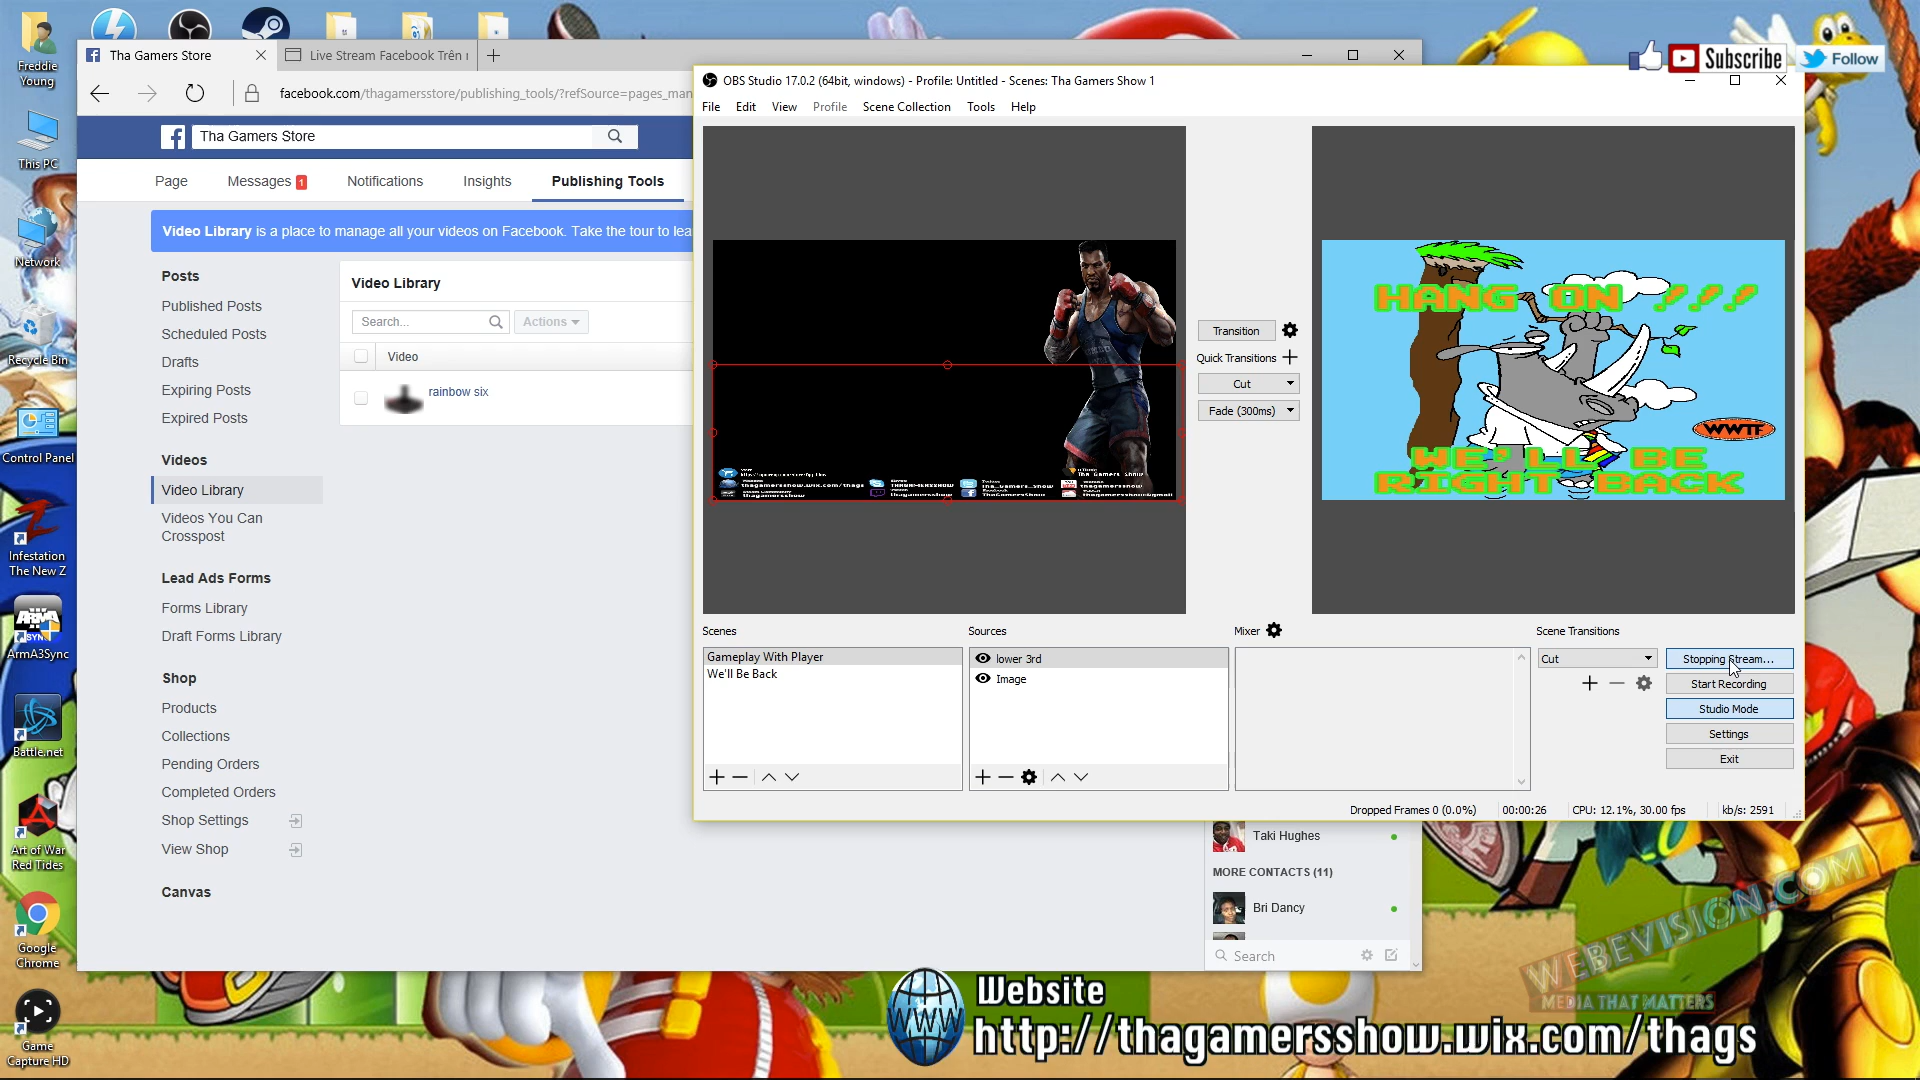 Freddie
Young
This PC
Network
Recycle Bin
Control Panel
Infestation
The New Z
ArmA3Sync
Battle.net
Art of War
Red Tides
Google
Chrome
Game
Capture HD
Tha Gamers Store
Live Stream Facebook Trên
facebook.com/thagamersstore/publishing_tools/?refSource=pages_man
Tha Gamers Store
Page
Messages 1
Notifications
Insights
Publishing Tools
Video Library is a place to manage all your videos on Facebook. Take the tour to lea
Posts
Published Posts
Scheduled Posts
Drafts
Expiring Posts
Expired Posts
Videos
Video Library
Videos You Can
Crosspost
Lead Ads Forms
Forms Library
Draft Forms Library
Shop
Products
Collections
Pending Orders
Completed Orders
Shop Settings
View Shop
Canvas
Video Library
Search...
Actions
Video
rainbow six
Subscribe
Follow
OBS Studio 17.0.2 (64bit, windows) - Profile: Untitled - Scenes: Tha Gamers Show 1
File Edit View Profile Scene Collection Tools Help
Transition
Quick Transitions
Cut
Fade (300ms)
HANG ON !!!
WWTF
WE'LL BE
RIGHT BACK
Scenes
Gameplay With Player
We'll Be Back
Sources
lower 3rd
Image
Mixer
Scene Transitions
Cut
Stopping Stream...
Start Recording
Studio Mode
Settings
Exit
Dropped Frames 0 (0.0%)
00:00:26
CPU: 12.1%, 30.00 fps
kb/s: 2591
Taki Hughes
MORE CONTACTS (11)
Bri Dancy
Search
WEBEVISION.COM
MEDIA THAT MATTERS
WWW
Website
http://thagamersshow.wix.com/thags